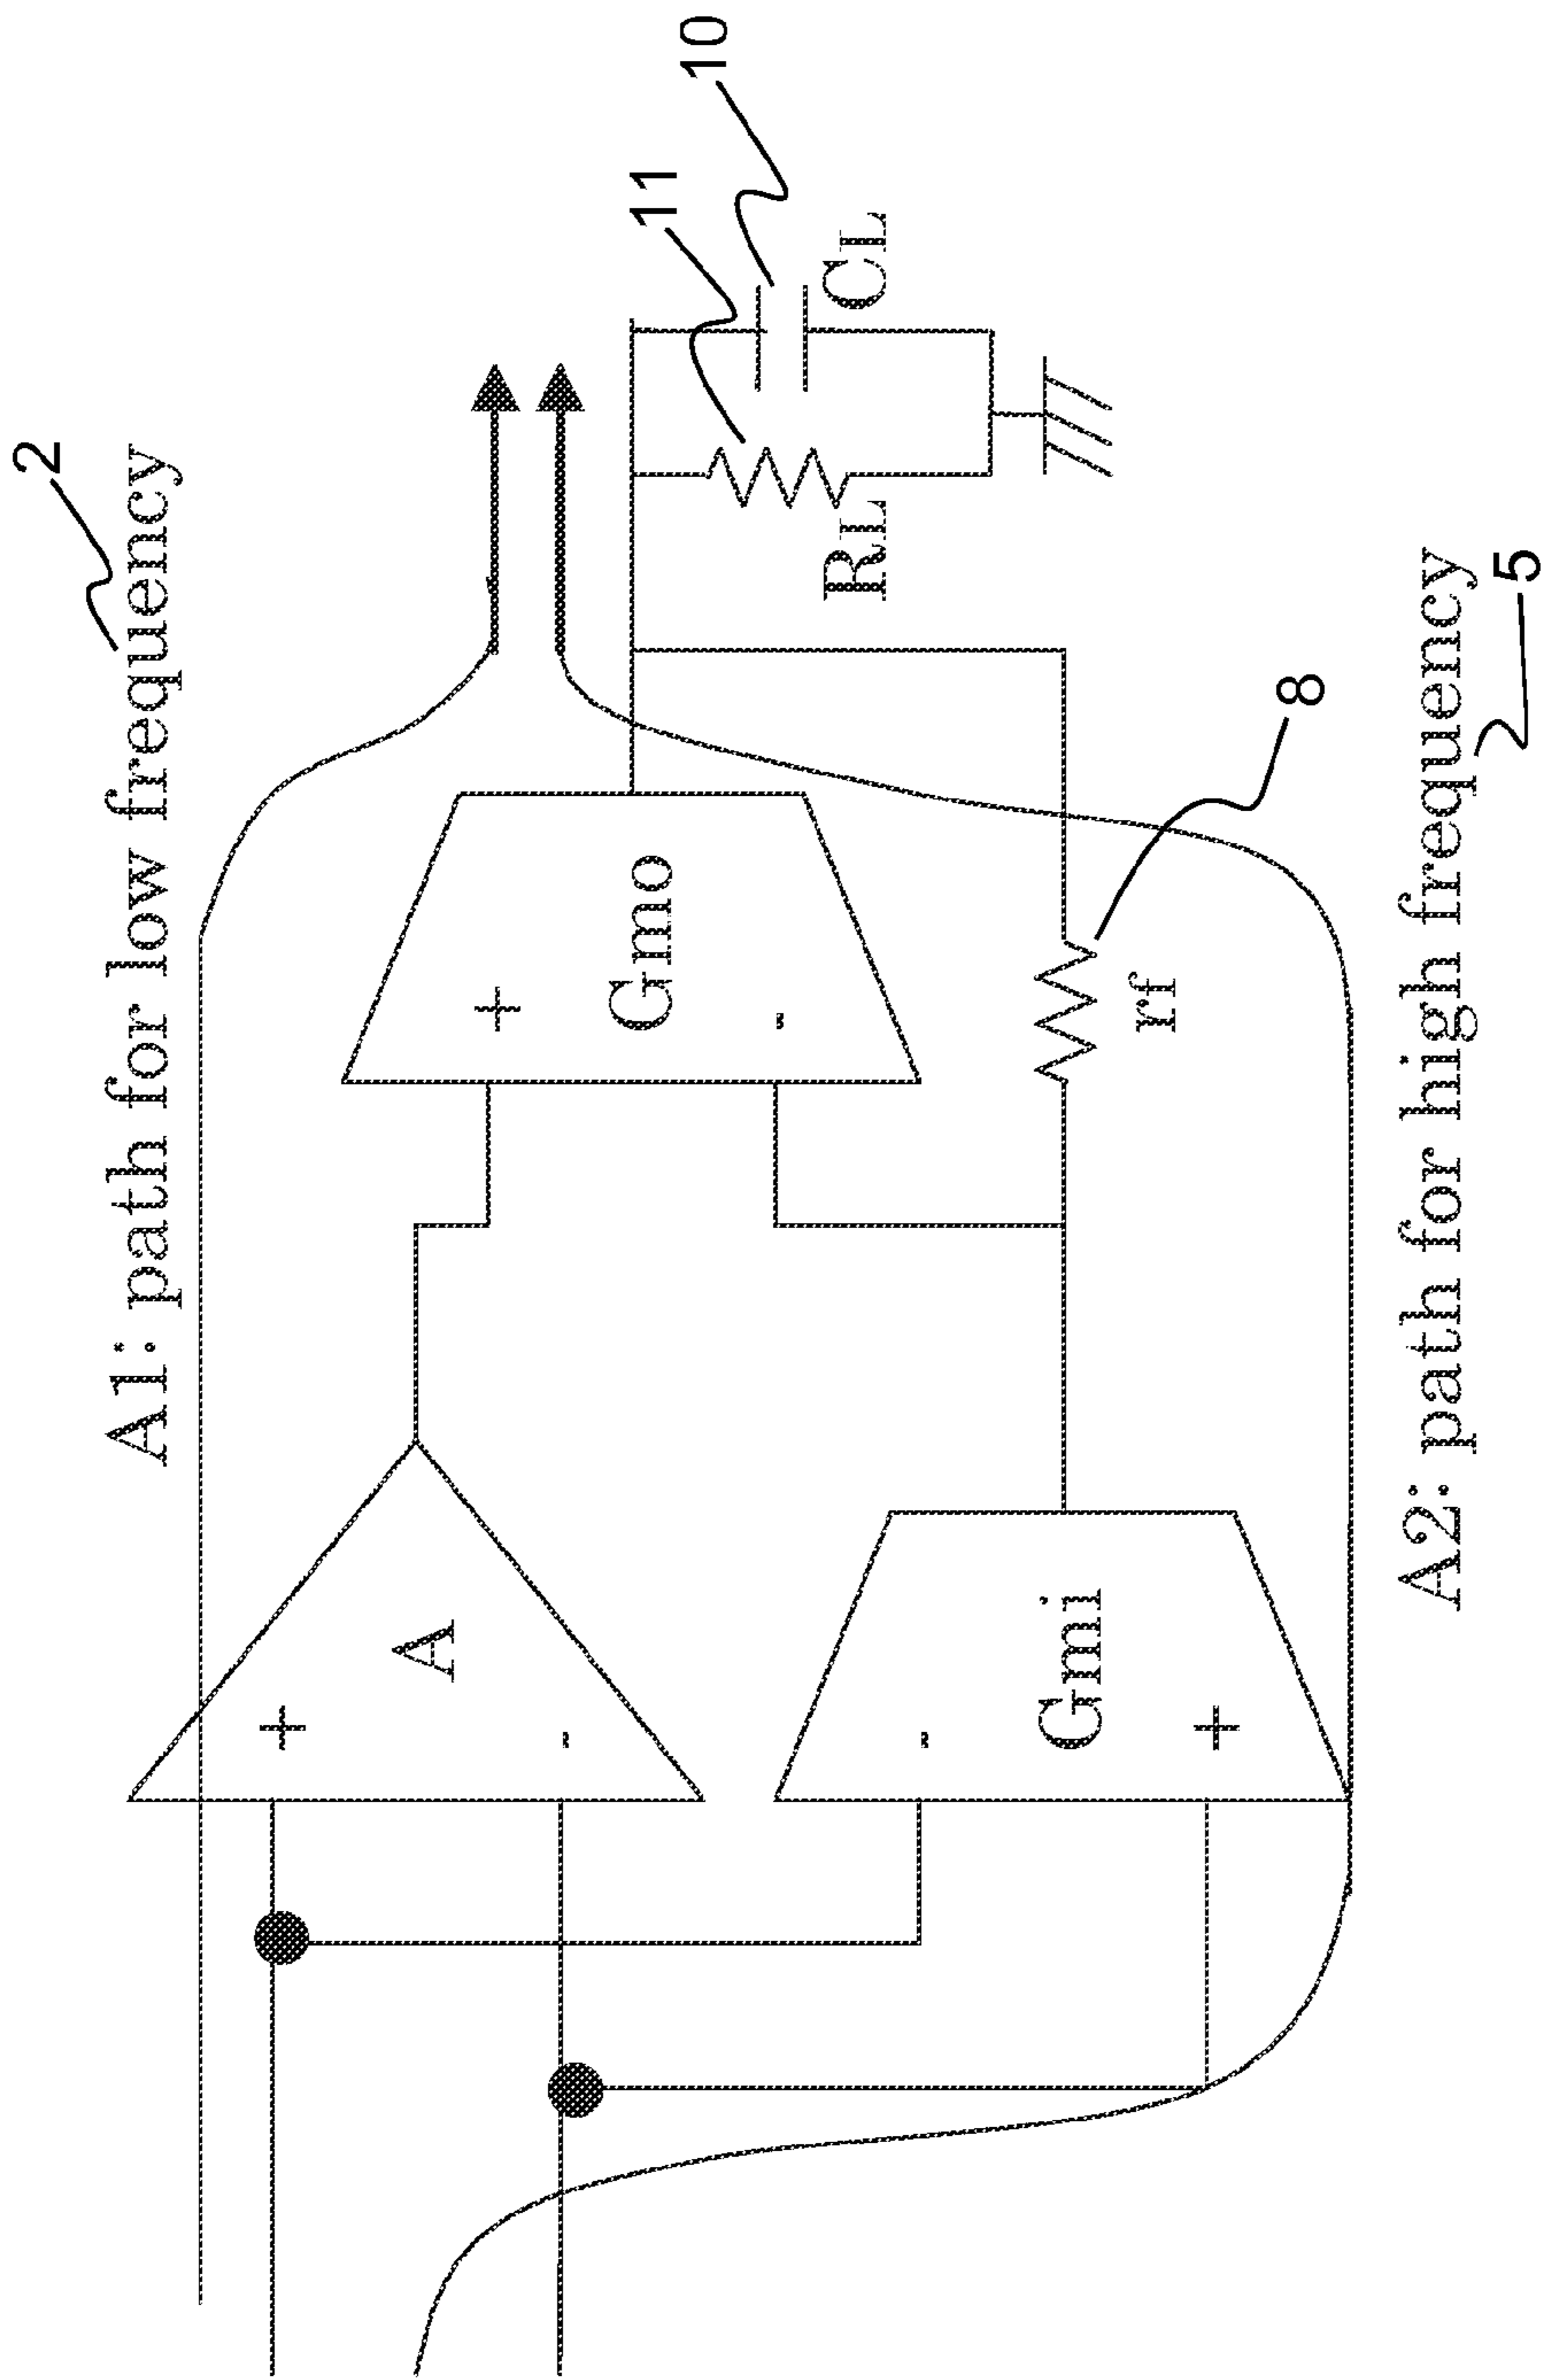 2
A1: path for low frequency
10
11
+
A
-
+
Gmo
-
RL
CL
-
Gmi
+
rf
8
A2: path for high frequency
5